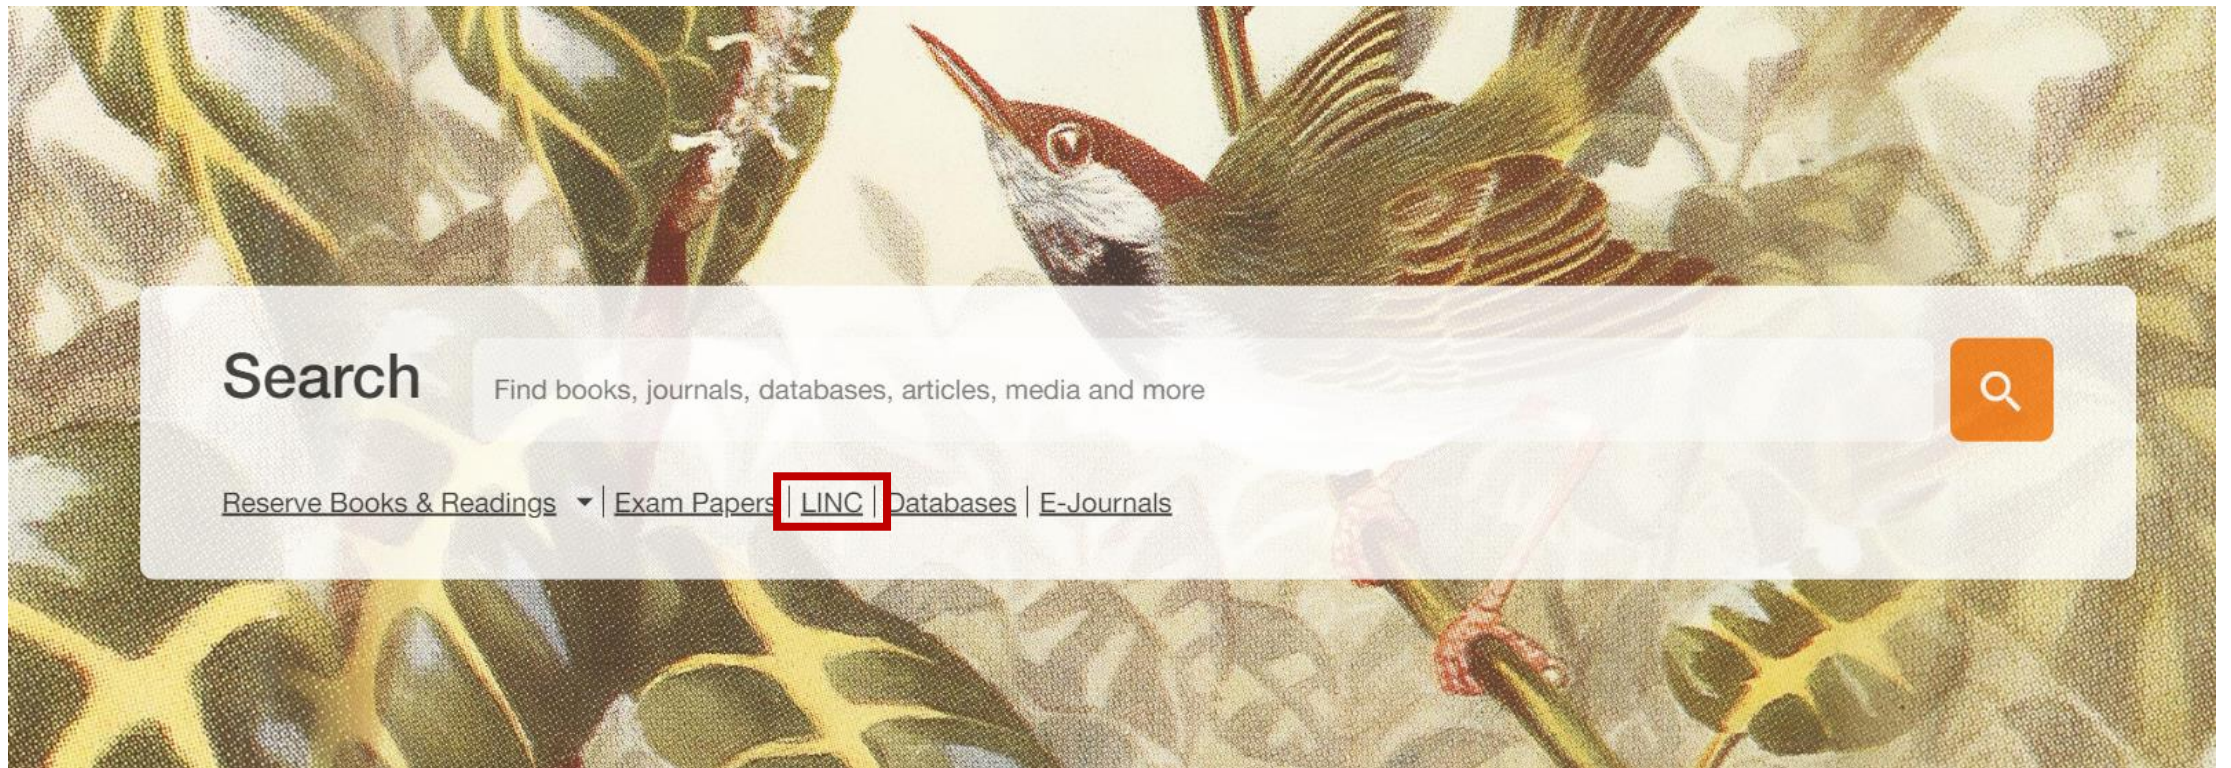 Search
Find books, journals, databases, articles, media and more
Reserve Books & Readings | Exam Papers | LINC | Databases | E-Journals